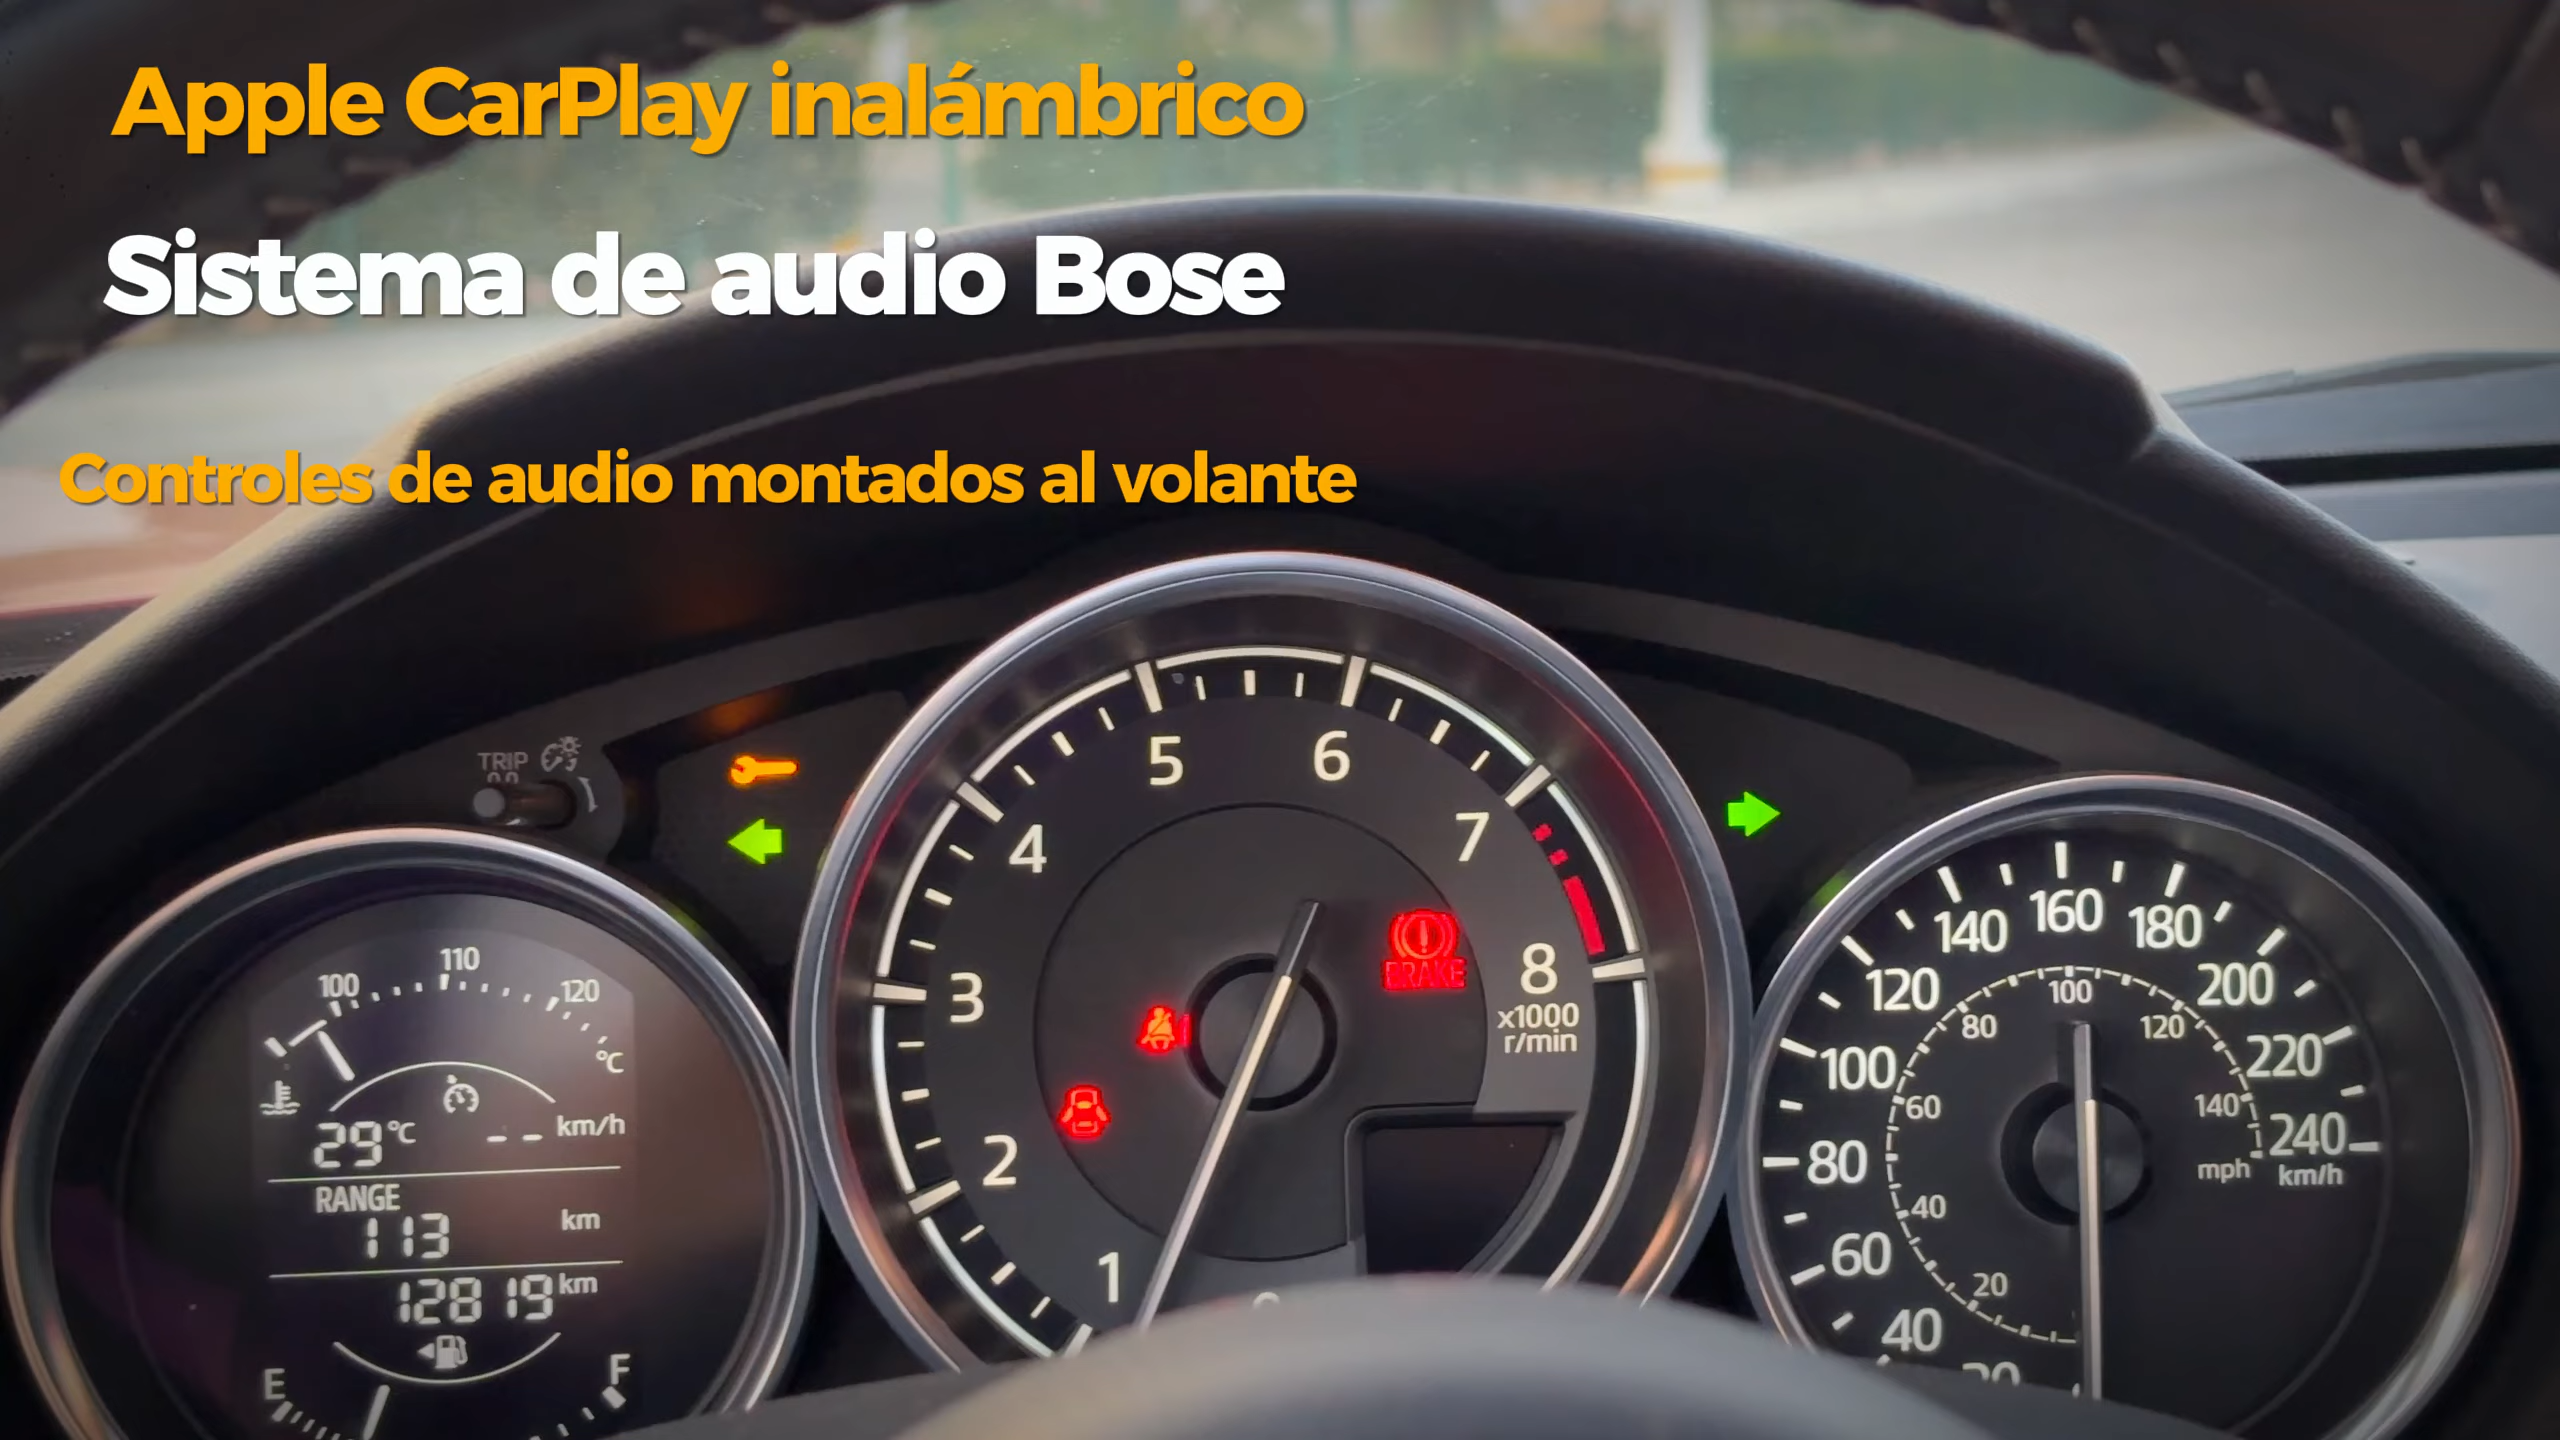 Apple CarPlay inalámbrico
Sistema de audio Bose
Controles de audio montados al volante
TRIP
100 110 120
°C
29°C -- km/h
RANGE
113 km
12819 km
E F
1 2 3 4 5 6 7 8
x1000
r/min
BRAKE
40 60 80 100 120 140 160 180 200 220 240
km/h
20 40 60 80 100 120 140
mph